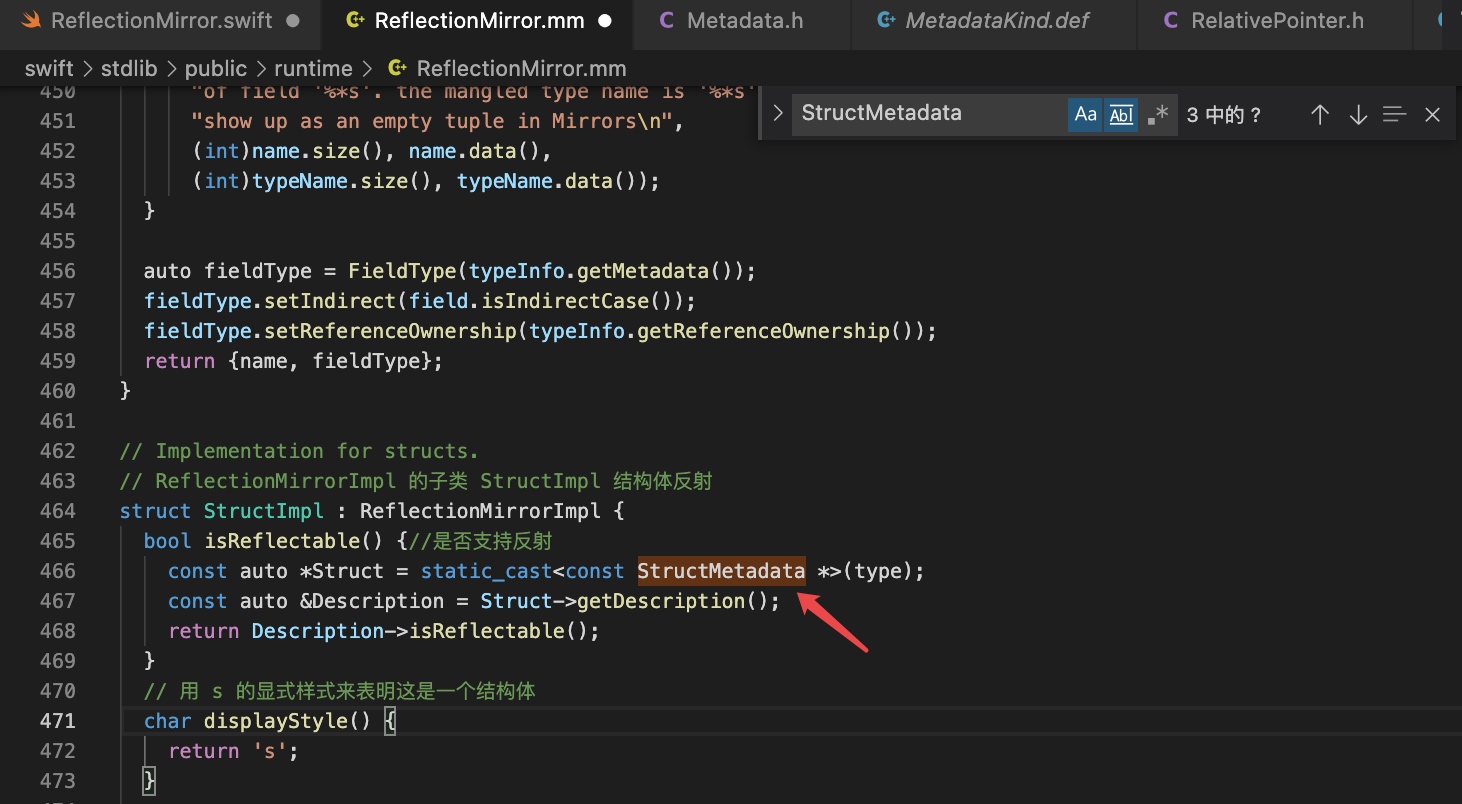 ReflectionMirror.swift
ReflectionMirror.mm
Metadata.h
MetadataKind.def
RelativePointer.h
swift > stdlib > public > runtime > ReflectionMirror.mm
StructMetadata
Aa
Abl
.*
3 中的 ?
450 "of field '%*s'. the mangled type name is '%*s'
451 "show up as an empty tuple in Mirrors\n",
452 (int)name.size(), name.data(),
453 (int)typeName.size(), typeName.data());
454 }
455
456 auto fieldType = FieldType(typeInfo.getMetadata());
457 fieldType.setIndirect(field.isIndirectCase());
458 fieldType.setReferenceOwnership(typeInfo.getReferenceOwnership());
459 return {name, fieldType};
460 }
461
462 // Implementation for structs.
463 // ReflectionMirrorImpl 的子类 StructImpl 结构体反射
464 struct StructImpl : ReflectionMirrorImpl {
465 bool isReflectable() {//是否支持反射
466 const auto *Struct = static_cast<const StructMetadata *>(type);
467 const auto &Description = Struct->getDescription();
468 return Description->isReflectable();
469 }
470 // 用 s 的显式样式来表明这是一个结构体
471 char displayStyle() {
472 return 's';
473 }